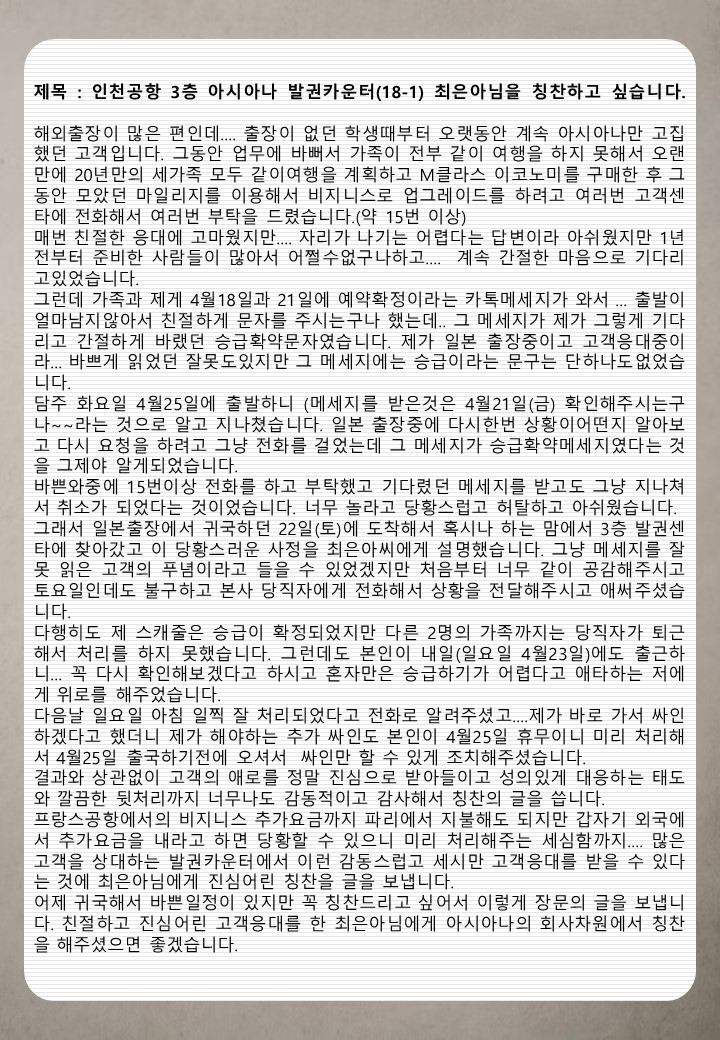 제목 : 인천공항 3층 아시아나 발권카운터(18-1) 최은아님을 칭찬하고 싶습니다.
해외출장이 많은 편인데.... 출장이 없던 학생때부터 오랫동안 계속 아시아나만 고집
했던 고객입니다. 그동안 업무에 바뻐서 가족이 전부 같이 여행을 하지 못해서 오랜
만에 20년만의 세가족 모두 같이여행을 계획하고 M클라스 이코노미를 구매한 후 그
동안 모았던 마일리지를 이용해서 비지니스로 업그레이드를 하려고 여러번 고객센
타에 전화해서 여러번 부탁을 드렸습니다.(약 15번 이상)
매번 친절한 응대에 고마웠지만.... 자리가 나기는 어렵다는 답변이라 아쉬웠지만 1년
전부터 준비한 사람들이 많아서 어쩔수없구나하고.... 계속 간절한 마음으로 기다리
고있었습니다.
그런데 가족과 제게 4월18일과 21일에 예약확정이라는 카톡메세지가 와서 ... 출발이
얼마남지않아서 친절하게 문자를 주시는구나 했는데.. 그 메세지가 제가 그렇게 기다
리고 간절하게 바랬던 승급확약문자였습니다. 제가 일본 출장중이고 고객응대중이
라... 바쁘게 읽었던 잘못도있지만 그 메세지에는 승급이라는 문구는 단하나도없었습
니다.
담주 화요일 4월25일에 출발하니 (메세지를 받은것은 4월21일(금) 확인해주시는구
나~~라는 것으로 알고 지나쳤습니다. 일본 출장중에 다시한번 상황이어떤지 알아보
고 다시 요청을 하려고 그냥 전화를 걸었는데 그 메세지가 승급확약메세지였다는 것
을 그제야 알게되었습니다.
바쁜와중에 15번이상 전화를 하고 부탁했고 기다렸던 메세지를 받고도 그냥 지나쳐
서 취소가 되었다는 것이었습니다. 너무 놀라고 당황스럽고 허탈하고 아쉬웠습니다.
그래서 일본출장에서 귀국하던 22일(토)에 도착해서 혹시나 하는 맘에서 3층 발권센
타에 찾아갔고 이 당황스러운 사정을 최은아씨에게 설명했습니다. 그냥 메세지를 잘
못 읽은 고객의 푸념이라고 들을 수 있었겠지만 처음부터 너무 같이 공감해주시고
토요일인데도 불구하고 본사 당직자에게 전화해서 상황을 전달해주시고 애써주셨습
니다.
다행히도 제 스캐줄은 승급이 확정되었지만 다른 2명의 가족까지는 당직자가 퇴근
해서 처리를 하지 못했습니다. 그런데도 본인이 내일(일요일 4월23일)에도 출근하
니... 꼭 다시 확인해보겠다고 하시고 혼자만은 승급하기가 어렵다고 애타하는 저에
게 위로를 해주었습니다.
다음날 일요일 아침 일찍 잘 처리되었다고 전화로 알려주셨고....제가 바로 가서 싸인
하겠다고 했더니 제가 해야하는 추가 싸인도 본인이 4월25일 휴무이니 미리 처리해
서 4월25일 출국하기전에 오셔서 싸인만 할 수 있게 조치해주셨습니다.
결과와 상관없이 고객의 애로를 정말 진심으로 받아들이고 성의있게 대응하는 태도
와 깔끔한 뒷처리까지 너무나도 감동적이고 감사해서 칭찬의 글을 씁니다.
프랑스공항에서의 비지니스 추가요금까지 파리에서 지불해도 되지만 갑자기 외국에
서 추가요금을 내라고 하면 당황할 수 있으니 미리 처리해주는 세심함까지.... 많은
고객을 상대하는 발권카운터에서 이런 감동스럽고 세시만 고객응대를 받을 수 있다
는 것에 최은아님에게 진심어린 칭찬을 글을 보냅니다.
어제 귀국해서 바쁜일정이 있지만 꼭 칭찬드리고 싶어서 이렇게 장문의 글을 보냅니
다. 친절하고 진심어린 고객응대를 한 최은아님에게 아시아나의 회사차원에서 칭찬
을 해주셨으면 좋겠습니다.